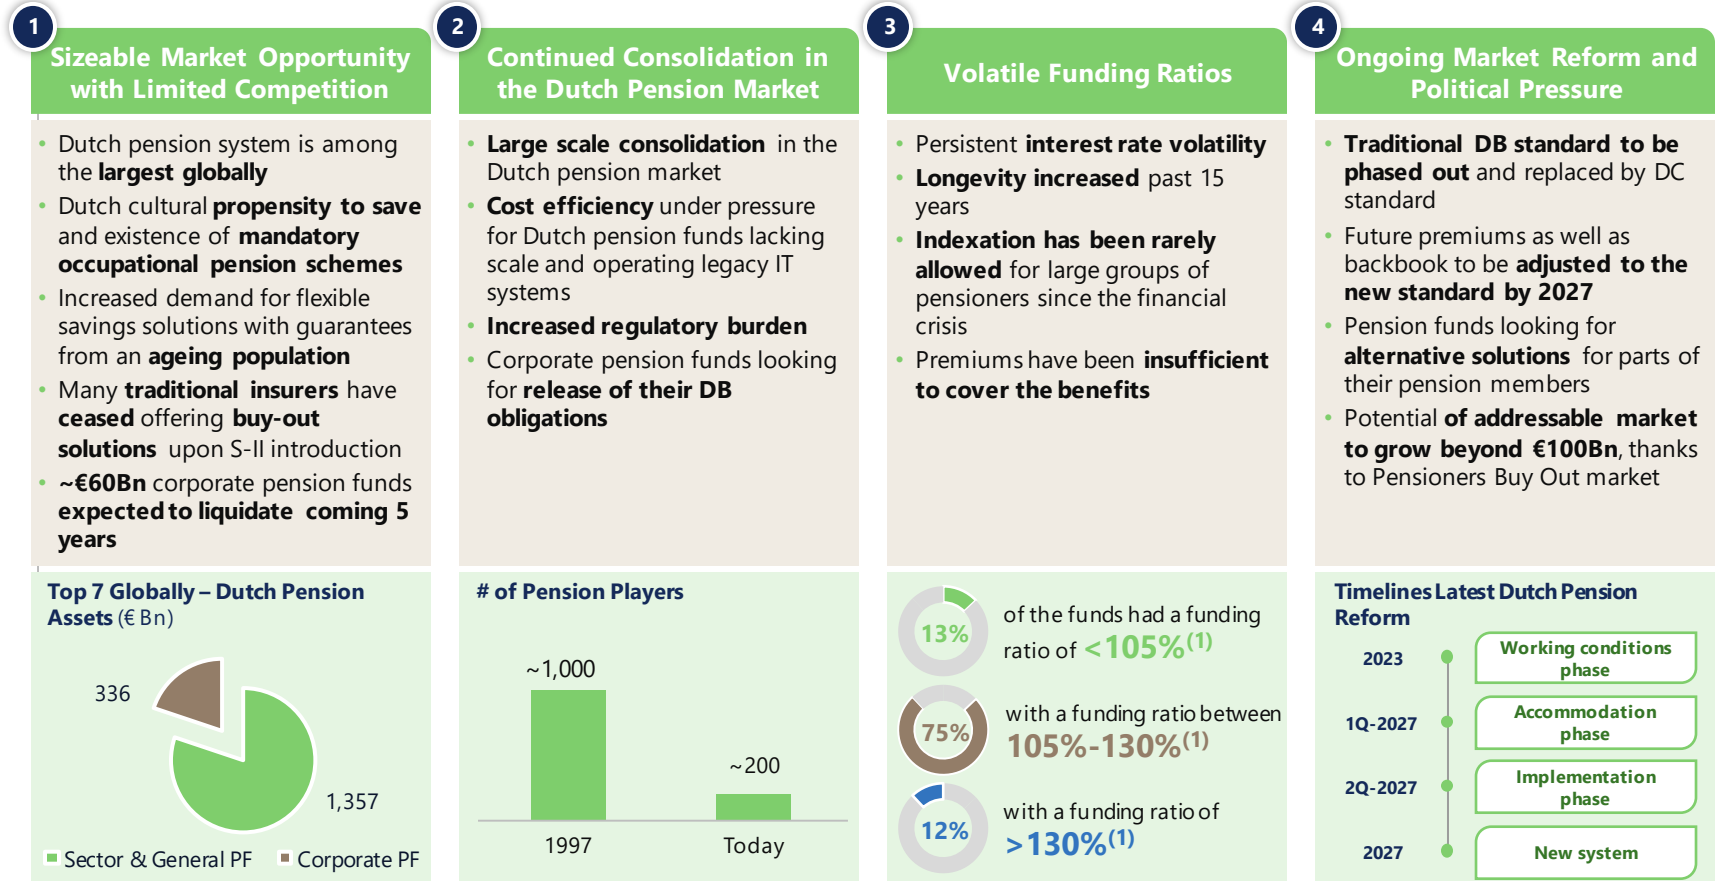 1
Sizeable Market Opportunity
with Limited Competition
• Dutch pension system is among
the largest globally
• Dutch cultural propensity to save
and existence of mandatory
occupational pension schemes
• Increased demand for flexible
savings solutions with guarantees
from an ageing population
• Many traditional insurers have
ceased offering buy-out
solutions upon S-II introduction
• ~€60Bn corporate pension funds
expected to liquidate coming 5
years
Top 7 Globally – Dutch Pension
Assets (€ Bn)
336
1,357
Sector & General PF
Corporate PF
2
Continued Consolidation in
the Dutch Pension Market
• Large scale consolidation in the
Dutch pension market
• Cost efficiency under pressure
for Dutch pension funds lacking
scale and operating legacy IT
systems
• Increased regulatory burden
• Corporate pension funds looking
for release of their DB
obligations
# of Pension Players
~1,000
~200
1997
Today
3
Volatile Funding Ratios
• Persistent interest rate volatility
• Longevity increased past 15
years
• Indexation has been rarely
allowed for large groups of
pensioners since the financial
crisis
• Premiums have been insufficient
to cover the benefits
13%
of the funds had a funding
ratio of <105%(1)
75%
with a funding ratio between
105%-130%(1)
12%
with a funding ratio of
>130%(1)
4
Ongoing Market Reform and
Political Pressure
• Traditional DB standard to be
phased out and replaced by DC
standard
• Future premiums as well as
backbook to be adjusted to the
new standard by 2027
• Pension funds looking for
alternative solutions for parts of
their pension members
• Potential of addressable market
to grow beyond €100Bn, thanks
to Pensioners Buy Out market
Timelines Latest Dutch Pension
Reform
2023
Working conditions
phase
1Q-2027
Accommodation
phase
2Q-2027
Implementation
phase
2027
New system